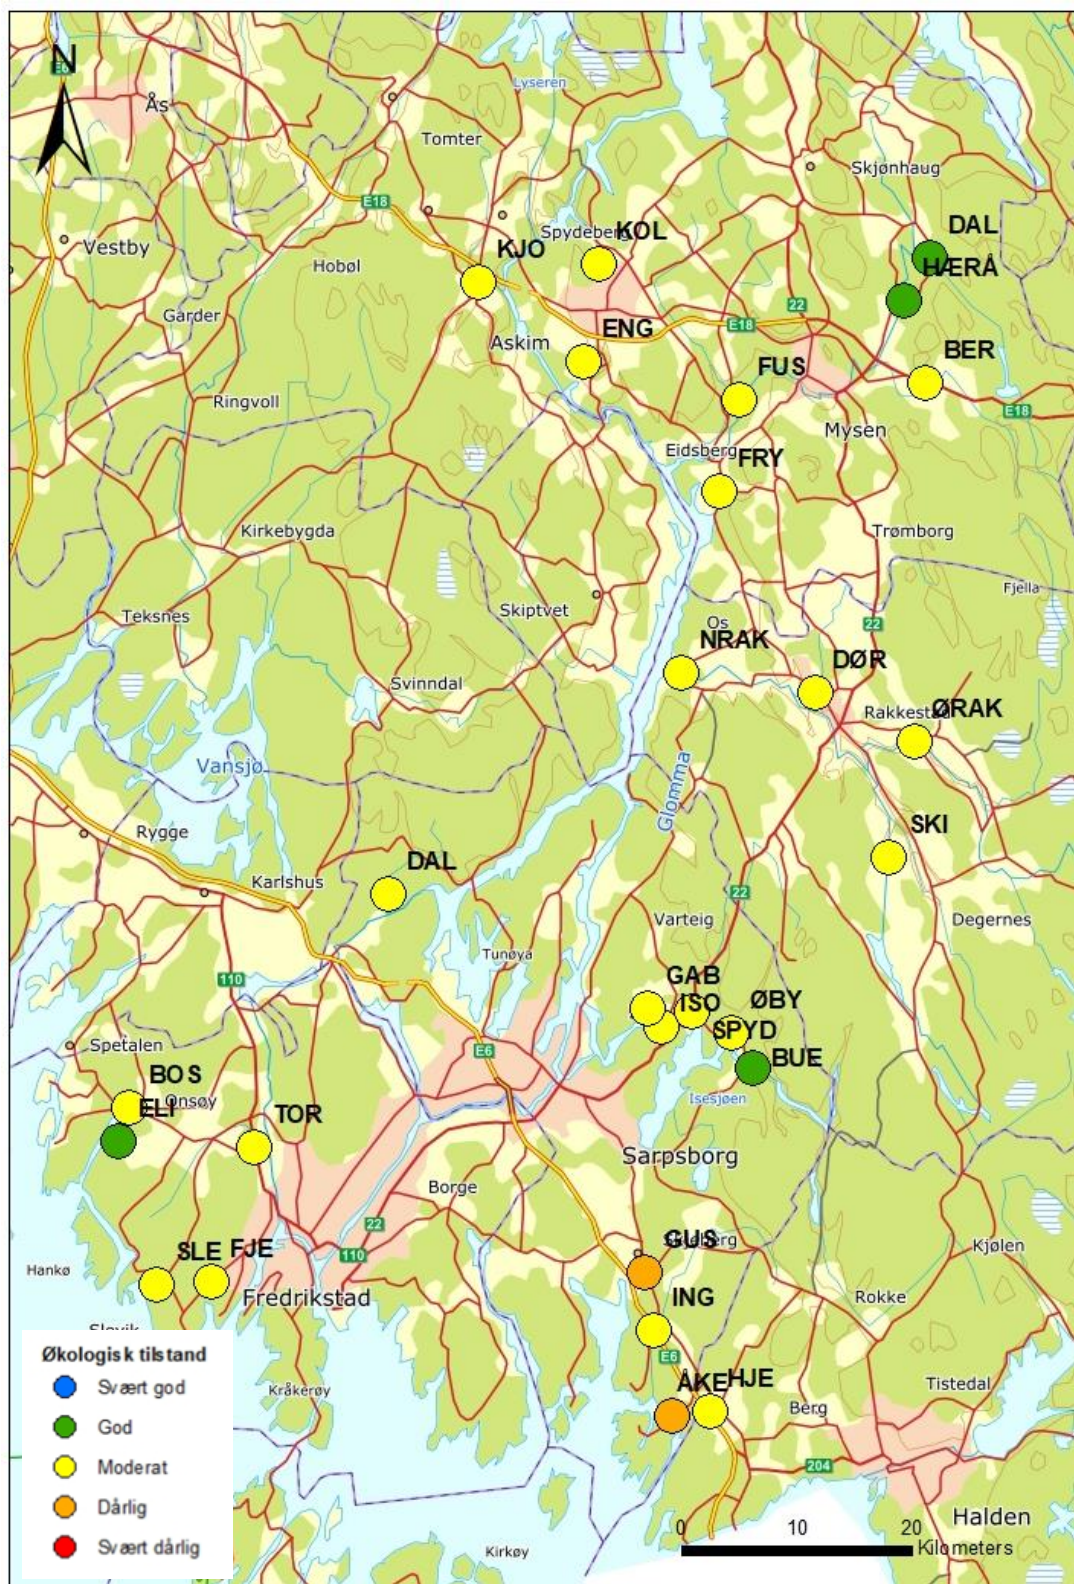 N
E6
Ås
Lyseren
Tomter
Skjønhaug
E18
Vestby
Spydeberg
KOL
DAL
Hobøl
KJO
HÆRÅ
22
Garder
E18
Askim
ENG
BER
FUS
Ringvoll
E18
Mysen
Eidsberg
FRY
Kirkebygda
Trømborg
Fjella
Skiptvet
Teksnes
Os
22
NRAK
DØR
Svinndal
Rakkestad
ØRAK
Vansjø
Glomma
Rygge
SKI
DAL
Karlshus
22
Varteig
Degernes
Tunøya
110
GAB
ISO
ØBY
Spetalen
SPYD
E6
BUE
BOS
Onsøy
ELI
Isesjøen
TOR
Sarpsborg
Borge
22
GUS
Skjeberg
SLE
FJE
110
Kjølen
Hankø
Fredrikstad
ING
Rokke
Slevik
Økologisk tilstand
E6
Svært god
Kråkerøy
ÅKE
HJE
Tistedal
Berg
God
Moderat
204
Dårlig
Halden
0 10 20
Kilometers
Svært dårlig
Kirkøy